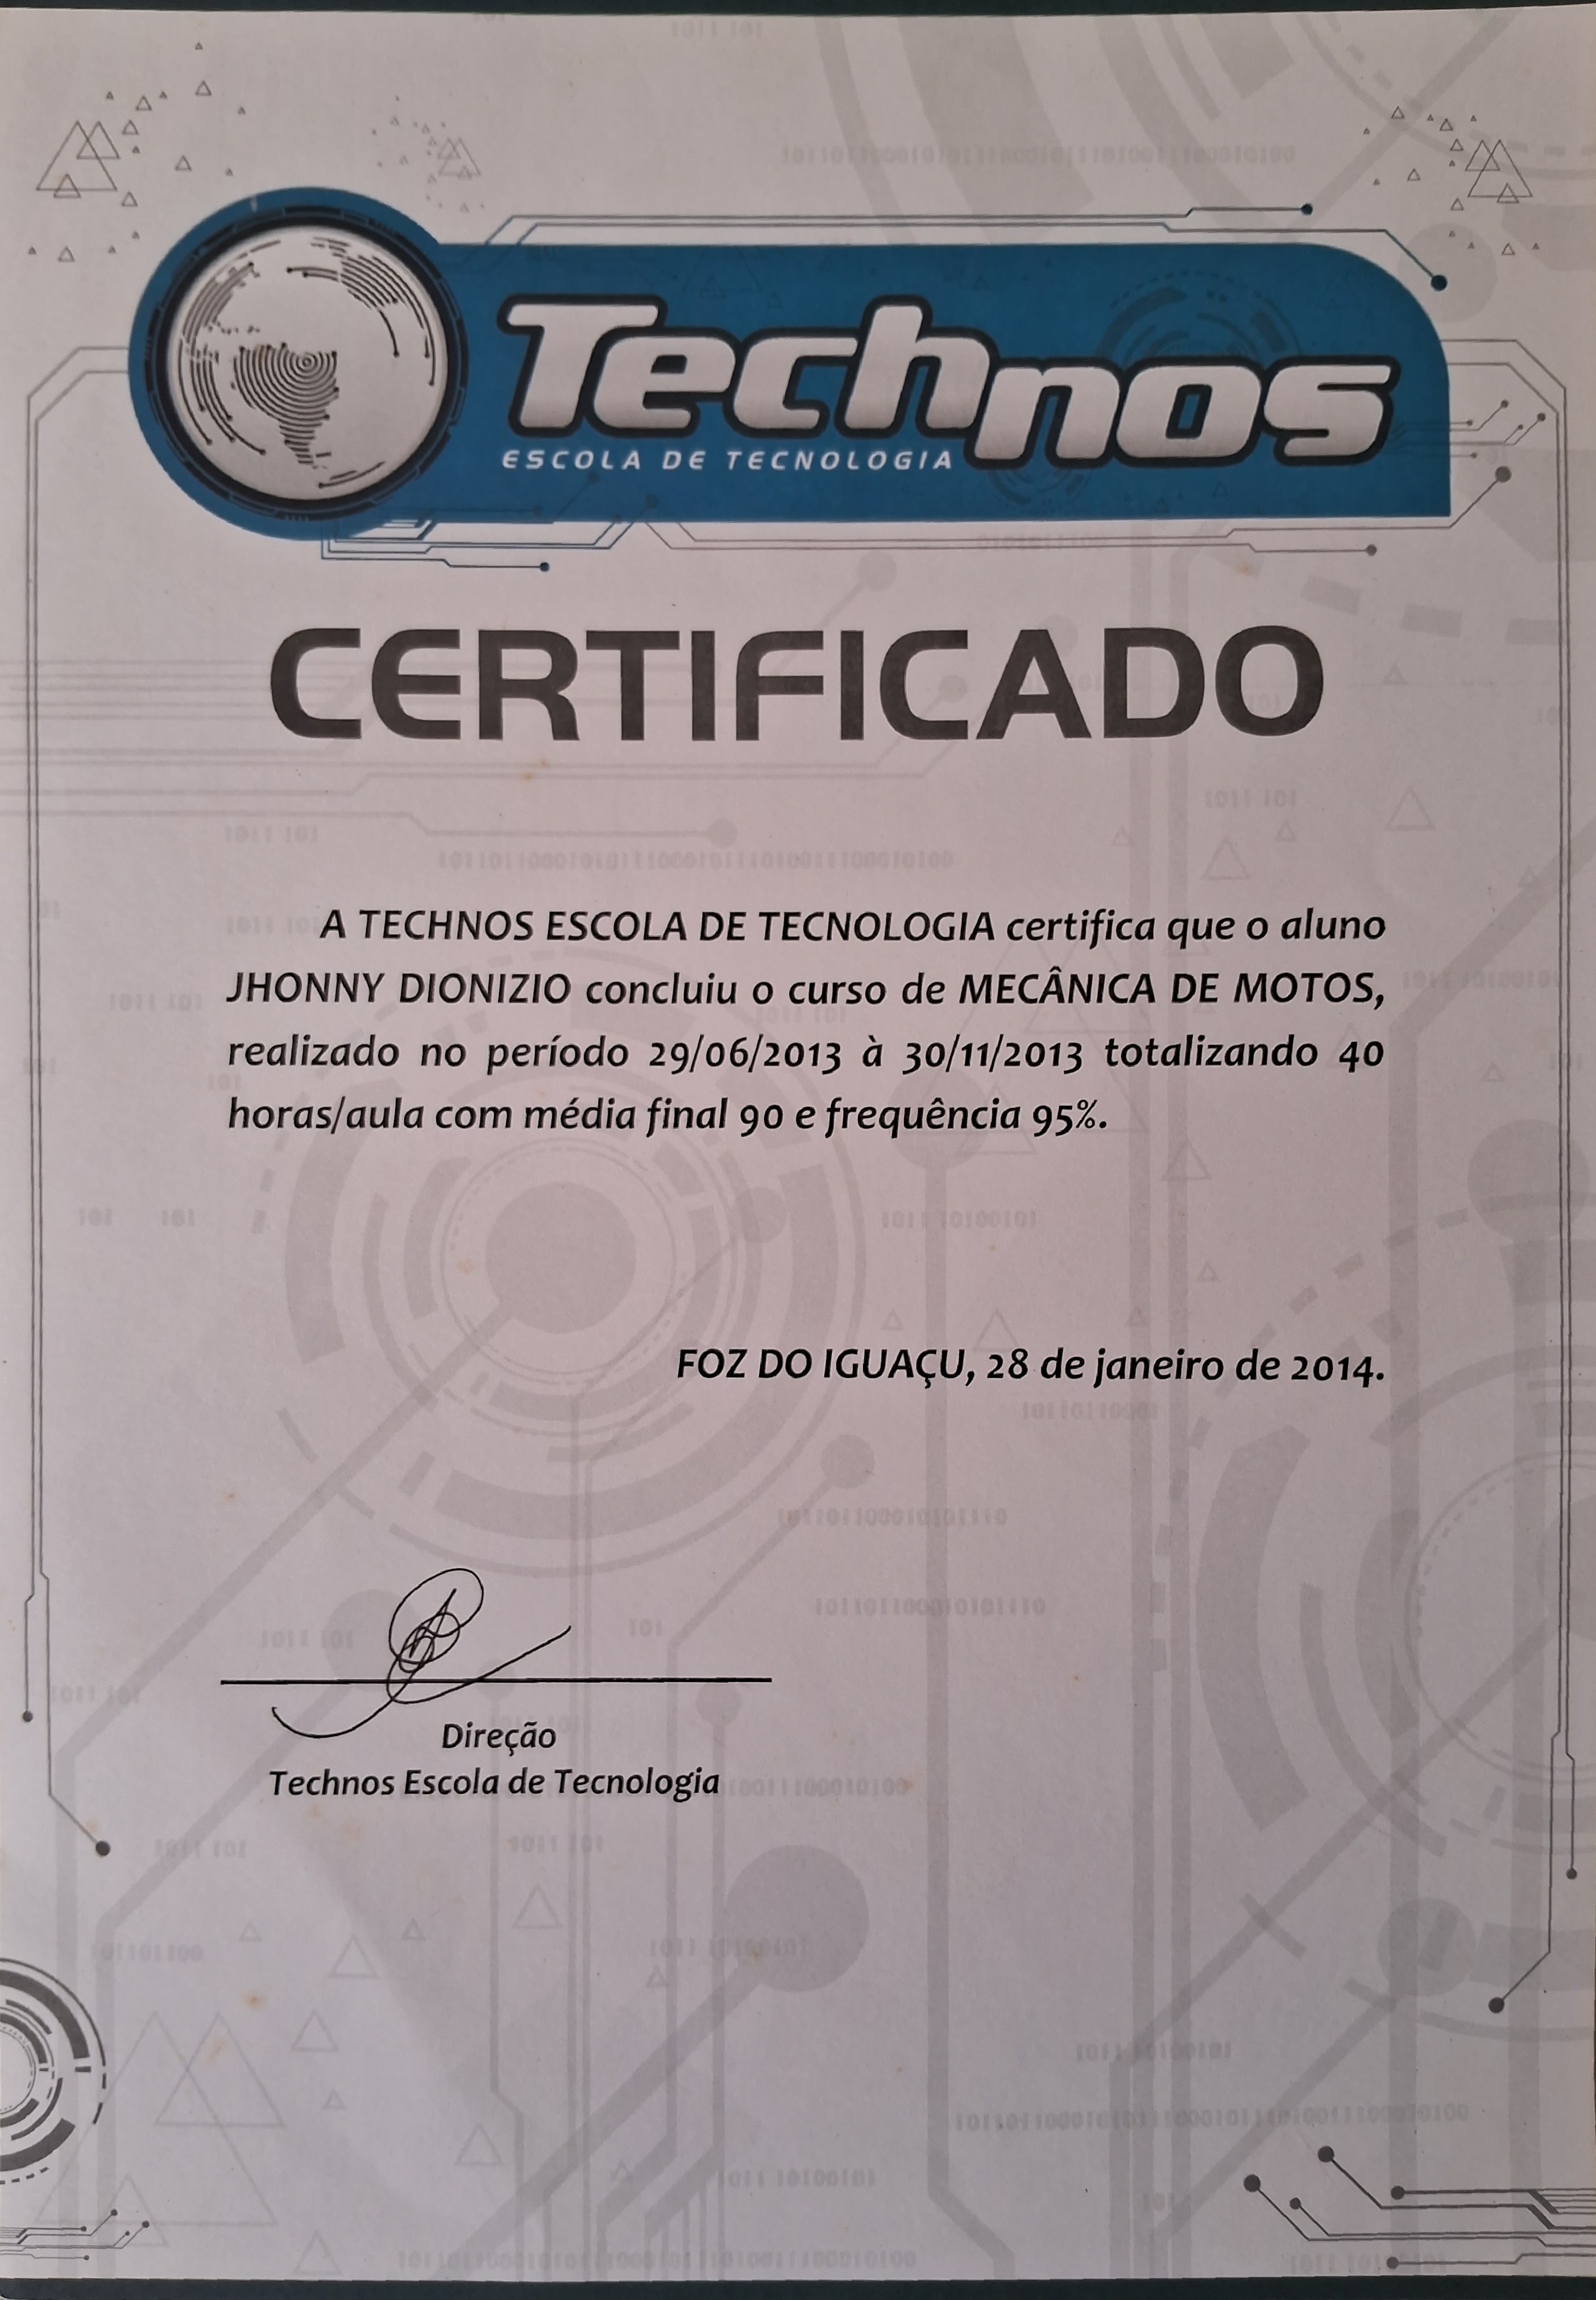 Technos
ESCOLA DE TECNOLOGIA
CERTIFICADO
A TECHNOS ESCOLA DE TECNOLOGIA certifica que o aluno
JHONNY DIONIZIO concluiu o curso de MECÂNICA DE MOTOS,
realizado no período 29/06/2013 à 30/11/2013 totalizando 40
horas/aula com média final 90 e frequência 95%.
FOZ DO IGUAÇU, 28 de janeiro de 2014.
Direção
Technos Escola de Tecnologia